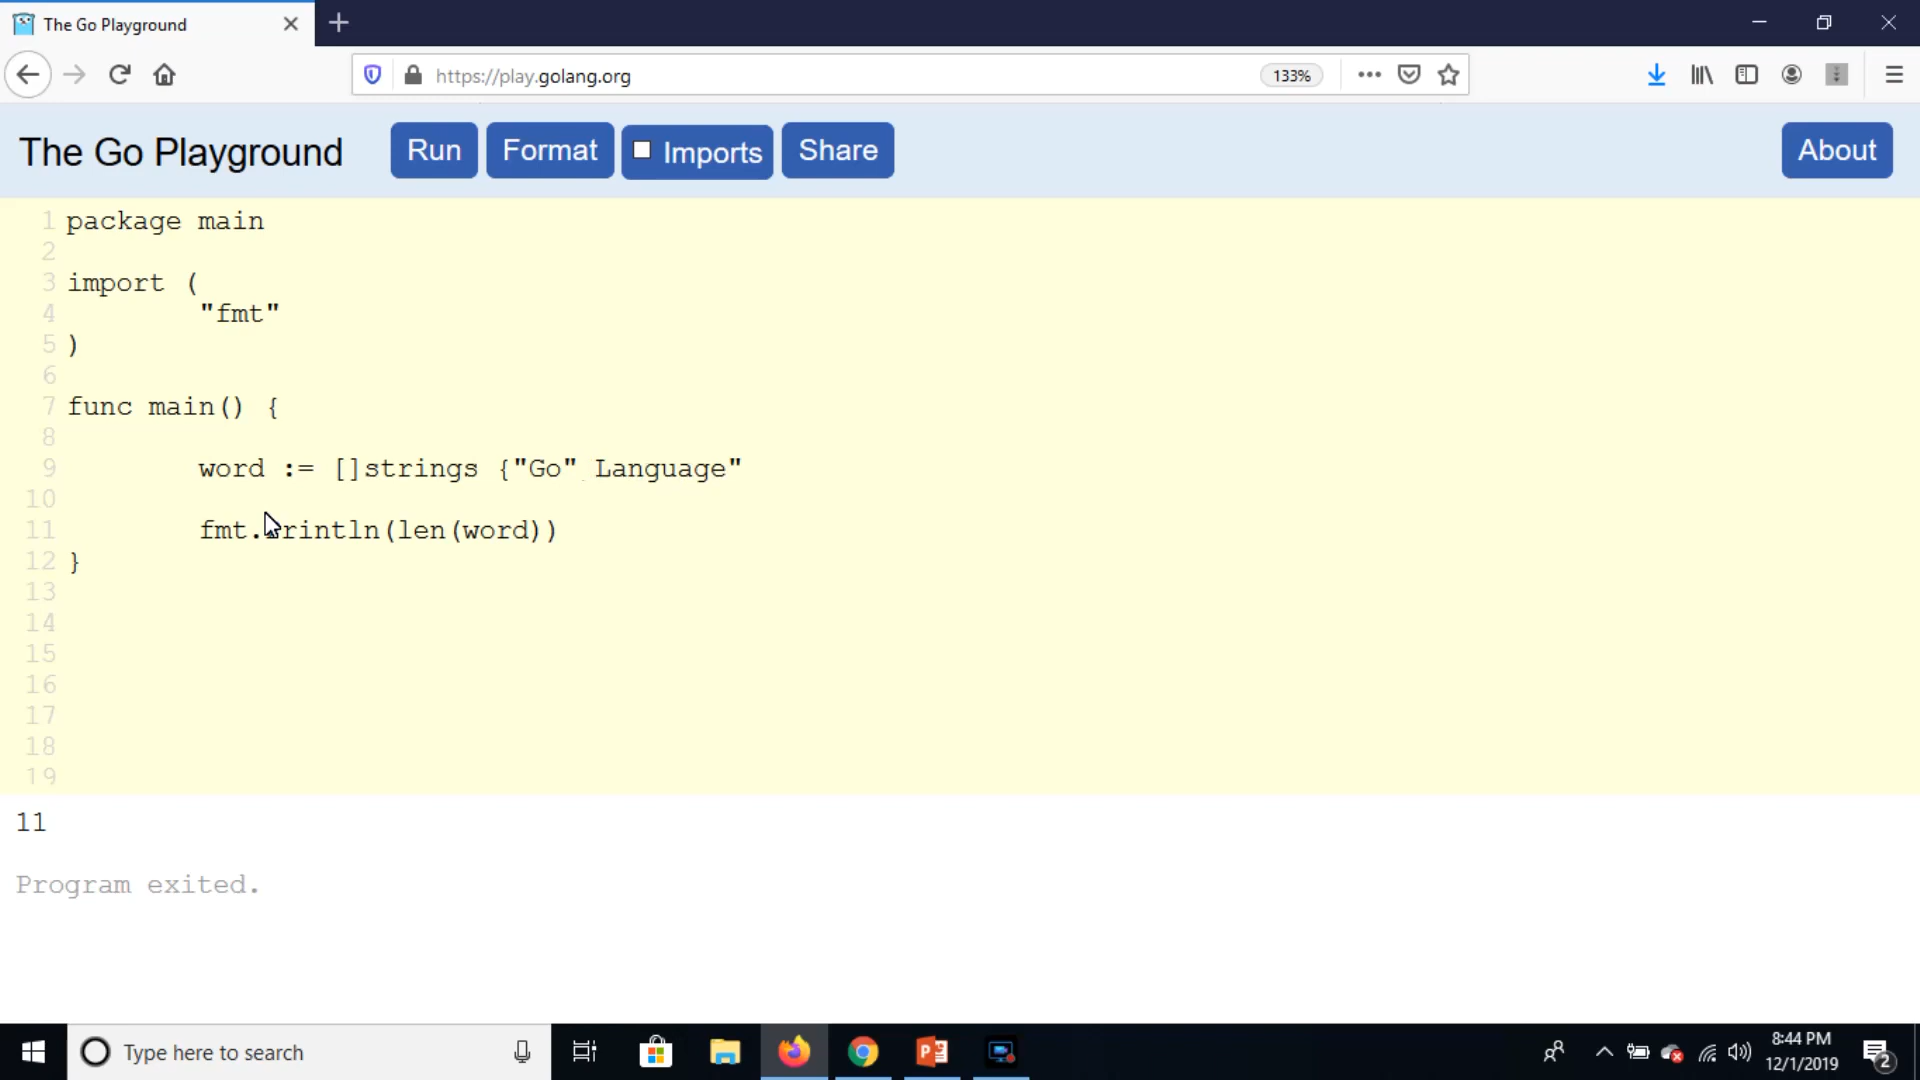 The Go Playground
https://play.golang.org
133%
The Go Playground
Run
Format
Imports
Share
About
1 package main
2
3 import (
4 "fmt"
5 )
6
7 func main() {
8
9 word := []strings {"Go" Language"
10
11 fmt.Println(len(word))
12 }
13
14
15
16
17
18
19
11
Program exited.
Type here to search
8:44 PM
12/1/2019
2